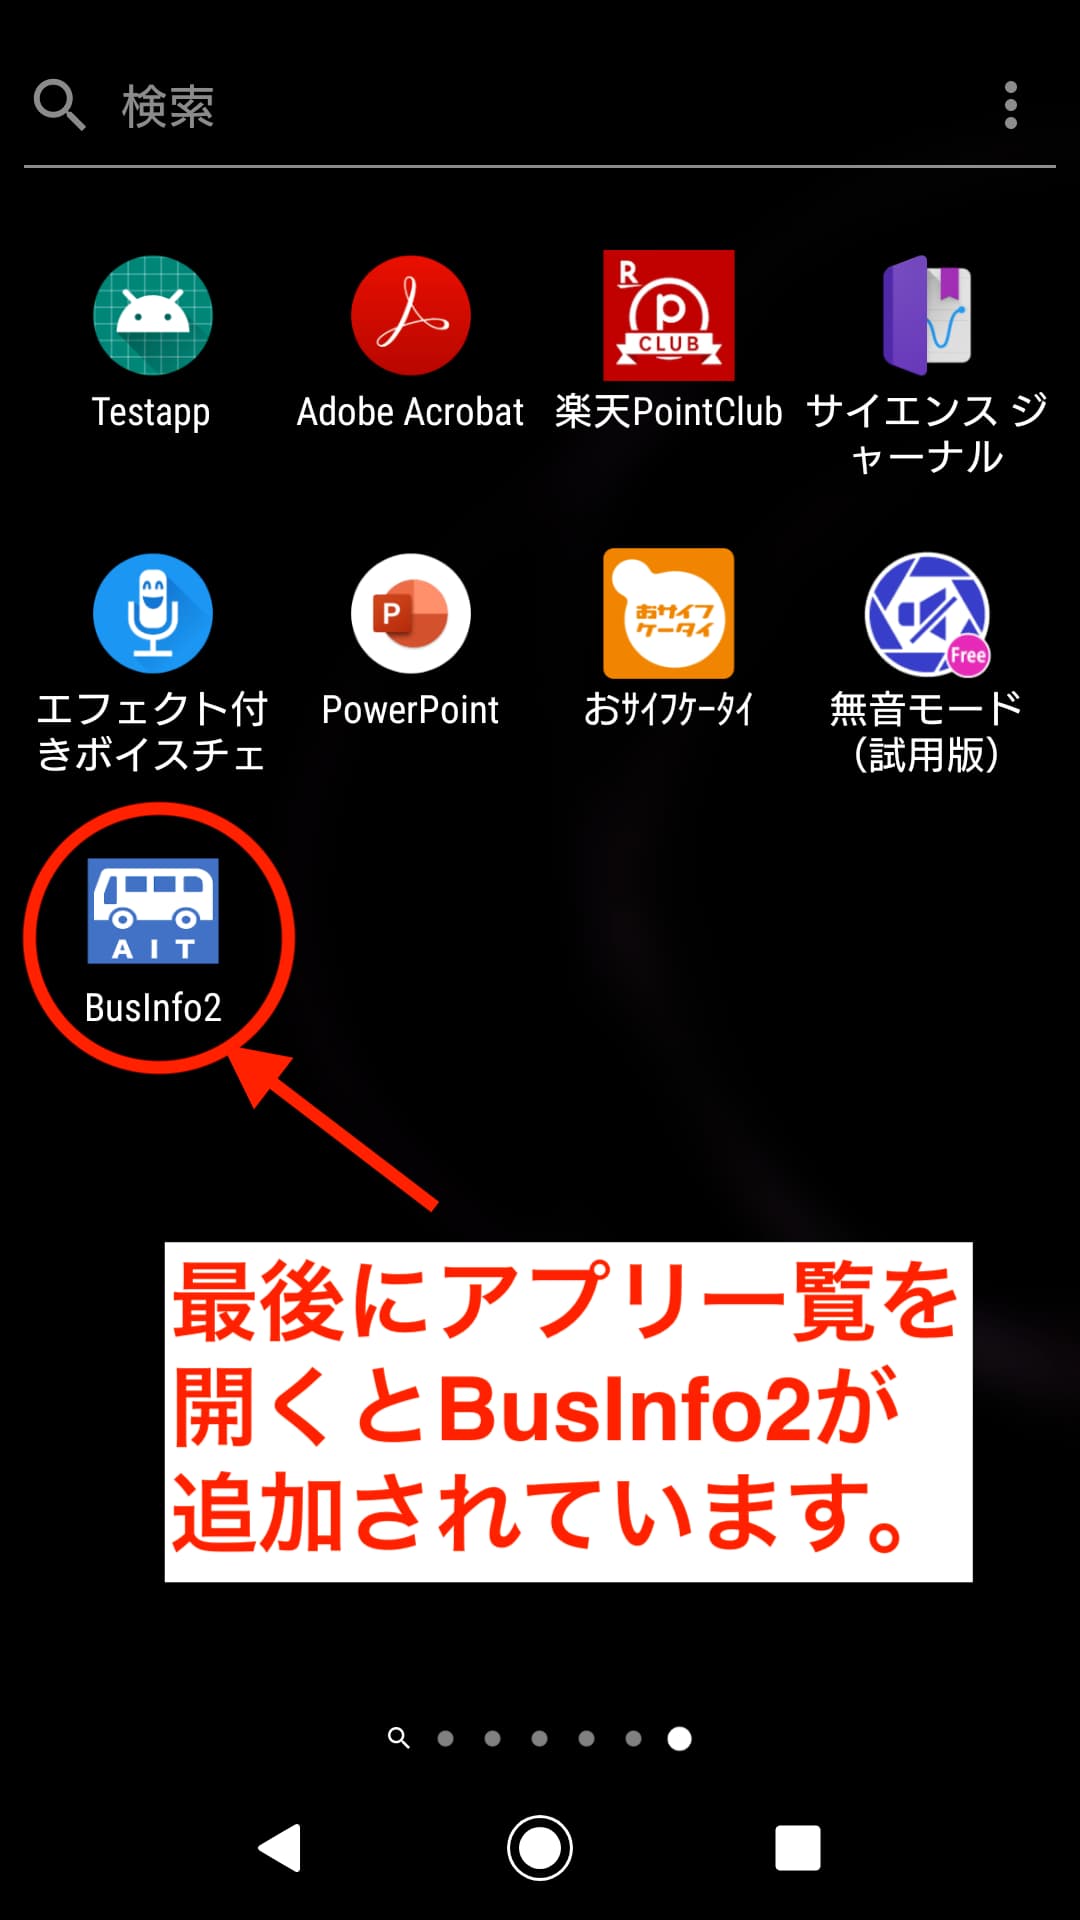 検索
Testapp
Adobe Acrobat
R
p
CLUB
楽天PointClub
サイエンス ジ
ャーナル
エフェクト付
きボイスチェ
P
PowerPoint
おサイフ
ケータイ
おｻｲﾌｹｰﾀｲ
Free
無音モード
（試用版）
AIT
BusInfo2
最後にアプリ一覧を
開くとBusInfo2が
追加されています。